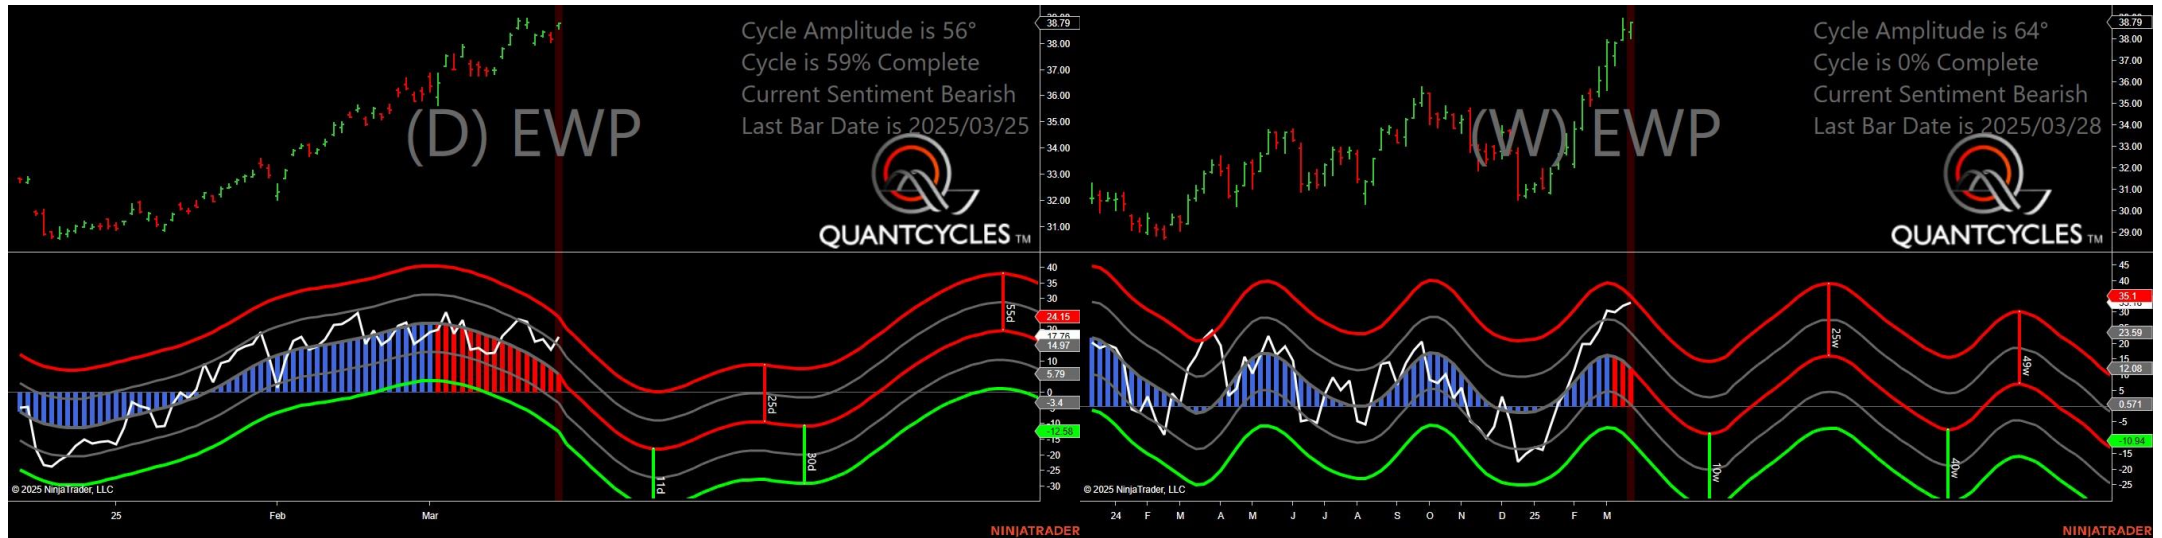 Cycle Amplitude is 56°
Cycle is 59% Complete
Current Sentiment Bearish
Last Bar Date is 2025/03/25
(D) EWP
QUANTCYCLES TM
38.79
38.00
37.00
36.00
35.00
34.00
33.00
32.00
31.00
40
35
30
24.15
17.76
14.97
10
5.79
0
-3.4
-12.58
-15
-20
-25
-30
55d
25d
30d
11d
© 2025 NinjaTrader, LLC
25 Feb Mar
NINJATRADER
Cycle Amplitude is 64°
Cycle is 0% Complete
Current Sentiment Bearish
Last Bar Date is 2025/03/28
(W) EWP
QUANTCYCLES TM
38.79
38.00
37.00
36.00
35.00
34.00
33.00
32.00
31.00
30.00
29.00
45
40
35.1
30
23.59
20
15
12.08
5
0.571
-5
-10.94
-15
-20
-25
25w
49w
10w
40w
© 2025 NinjaTrader, LLC
24 F M A M J J A S O N D 25 F M
NINJATRADER